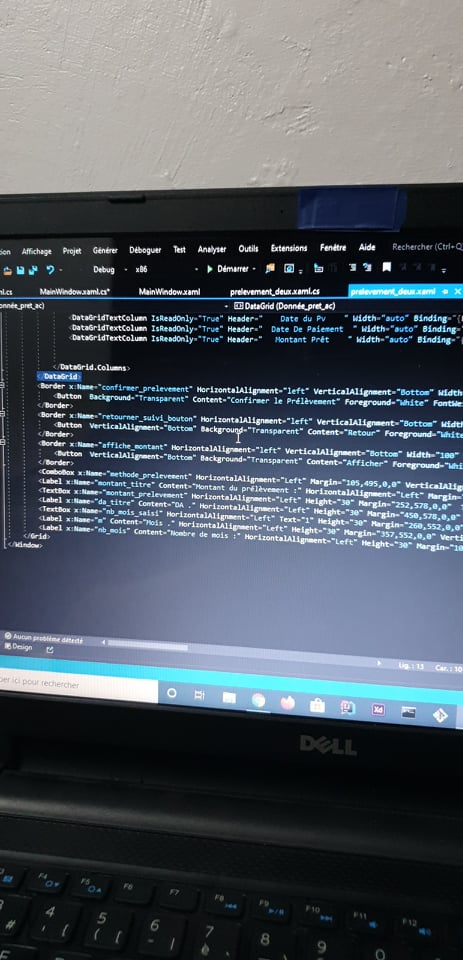 Affichage Projet Générer Déboguer Test Analyser Outils Extensions Fenêtre Aide Rechercher (Ctrl+Q
Debug x86 Démarrer
MainWindow.xaml.cs* MainWindow.xaml prelevement_deux.xaml.cs prelevement_deux.xaml
onnée_pret_ac) DataGrid (Donnée_pret_ac)
<DataGridTextColumn IsReadOnly="True" Header=" Date du Pv " Width="auto" Binding="{
<DataGridTextColumn IsReadOnly="True" Header=" Date De Paiement " Width="auto" Binding=
<DataGridTextColumn IsReadOnly="True" Header=" Montant Prêt " Width="auto" Binding=
</DataGrid.Columns>
</DataGrid>
<Border x:Name="confirmer_prelevement" HorizontalAlignment="left" VerticalAlignment="Bottom" Width
<Button Background="Transparent" Content="Confirmer le Prélèvement" Foreground="White" FontWe
</Border>
<Border x:Name="retourner_suivi_bouton" HorizontalAlignment="left" VerticalAlignment="Bottom"
<Button VerticalAlignment="Bottom" Background="Transparent" Content="Retour" Foreground="White
</Border>
<Border x:Name="affiche_montant" HorizontalAlignment="left" VerticalAlignment="Bottom" Width="100"
<Button VerticalAlignment="Bottom" Background="Transparent" Content="Afficher" Foreground="Whi
</Border>
<ComboBox x:Name="methode_prelevement" HorizontalAlignment="Left" Margin="105,495,0,0" VerticalAlig
<Label x:Name="montant_titre" Content="Montant du prélèvement : " HorizontalAlignment="Left" Margin=
<TextBox x:Name="montant_prelevement" HorizontalAlignment="Left" Height="30" Margin="252,578,0,0"
<Label x:Name="da_titre" Content="DA ." HorizontalAlignment="Left" Height="30" Margin="450,578,0,0"
<TextBox x:Name="nb_mois_saisi" HorizontalAlignment="Left" Text="1" Height="30" Margin="260,552,0,0"
<Label x:Name="m" Content="Mois ." HorizontalAlignment="Left" Height="30" Margin="357,552,0,0" Verti
<Label x:Name="nb_mois" Content="Nombre de mois :" HorizontalAlignment="Left" Height="30" Margin="10
</Grid>
</Window>
Aucun problème détecté
Lig. : 13 Car. : 10
Design
per ici pour rechercher
Xd
DELL
F4 F5 F6 F7 F8 F9 F10 F11 F12
4 5 6 7 8 9 0